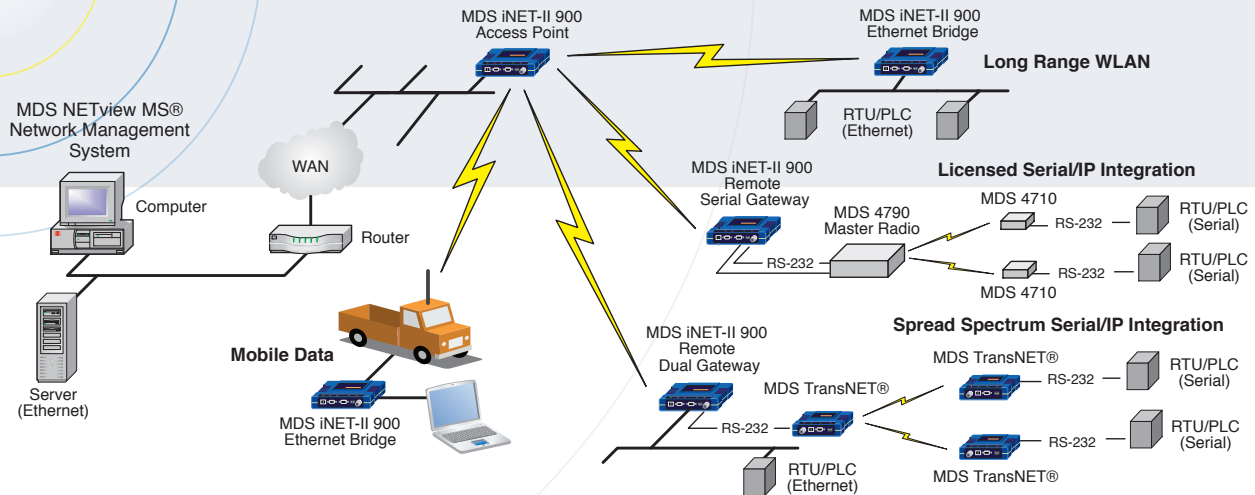 MDS iNET-II 900
Access Point
MDS iNET-II 900
Ethernet Bridge
Long Range WLAN
RTU/PLC
(Ethernet)
MDS NETview MS®
Network Management
System
Computer
WAN
Router
Server
(Ethernet)
Mobile Data
MDS iNET-II 900
Ethernet Bridge
MDS iNET-II 900
Remote
Serial Gateway
RS-232
MDS 4790
Master Radio
Licensed Serial/IP Integration
MDS 4710
RS-232
RTU/PLC
(Serial)
MDS 4710
RS-232
RTU/PLC
(Serial)
Spread Spectrum Serial/IP Integration
MDS iNET-II 900
Remote
Dual Gateway
RS-232
MDS TransNET®
MDS TransNET®
RS-232
RTU/PLC
(Serial)
MDS TransNET®
RS-232
RTU/PLC
(Serial)
RTU/PLC
(Ethernet)